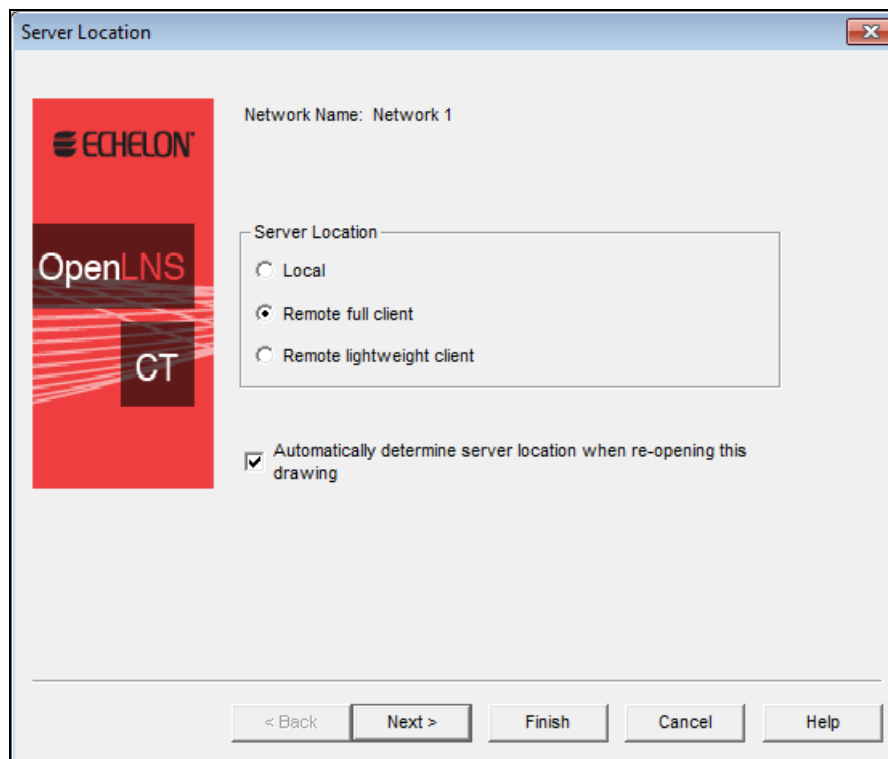 Server Location
ECHELON
OpenLNS
CT
Network Name: Network 1
Server Location
Local
Remote full client
Remote lightweight client
Automatically determine server location when re-opening this
drawing
< Back Next > Finish Cancel Help